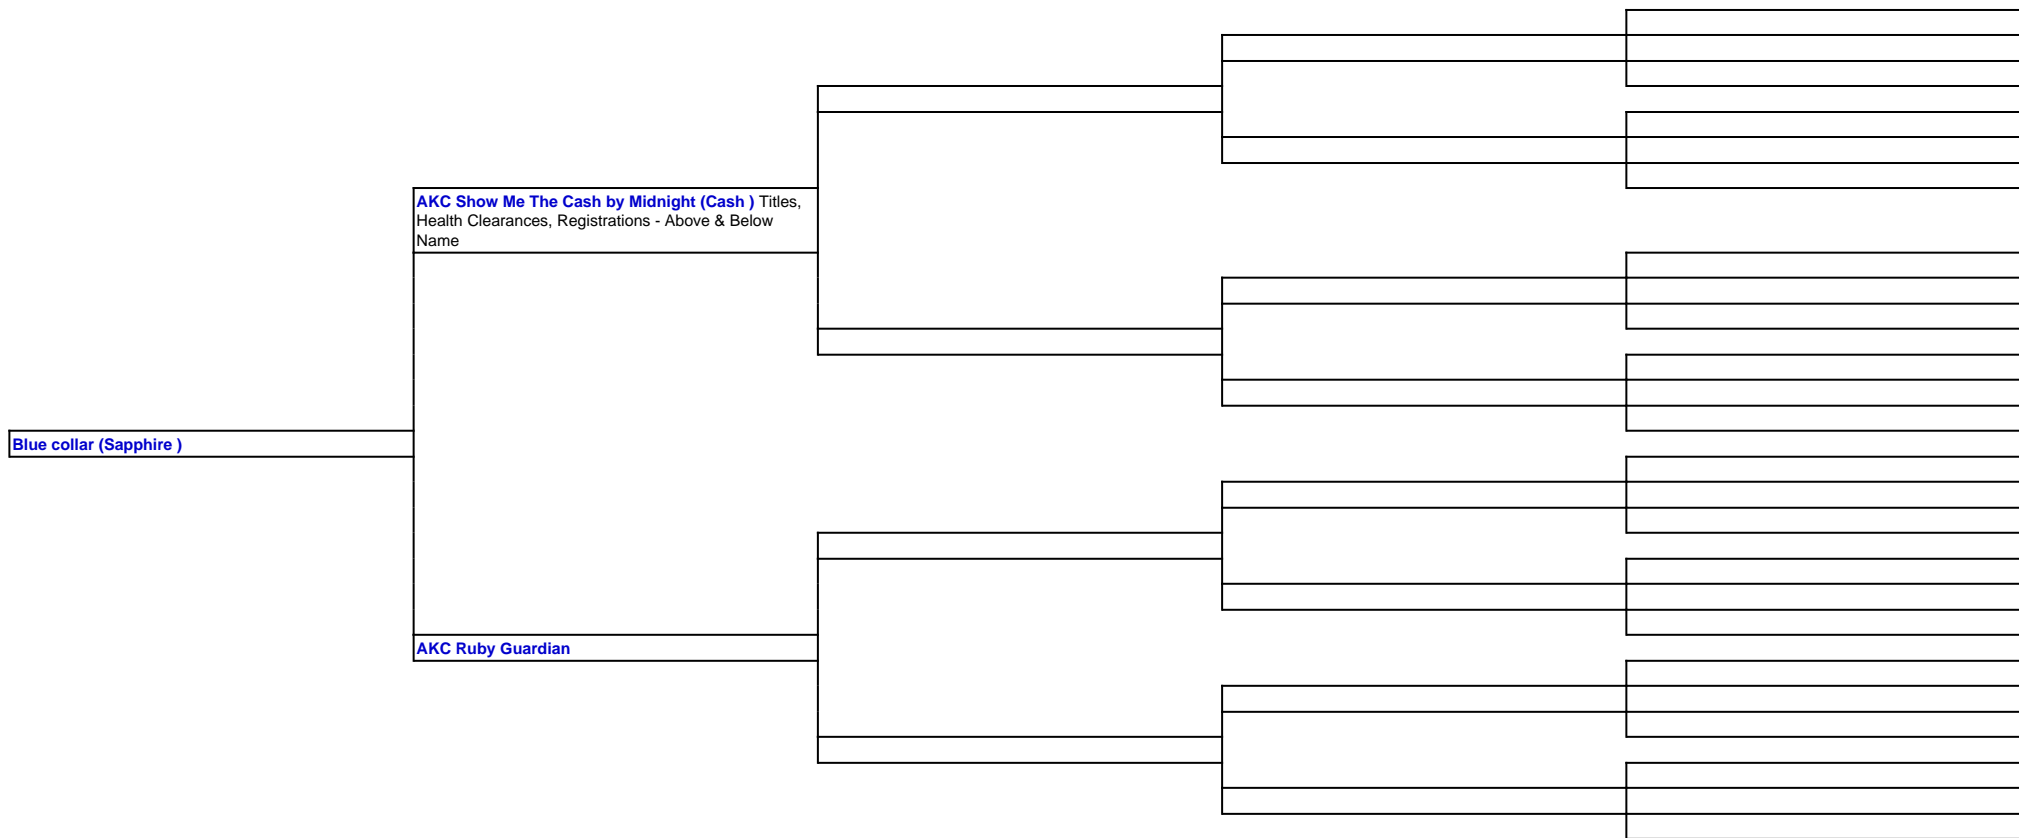 AKC Show Me The Cash by Midnight (Cash ) Titles,
Health Clearances, Registrations - Above & Below
Name
Blue collar (Sapphire )
AKC Ruby Guardian